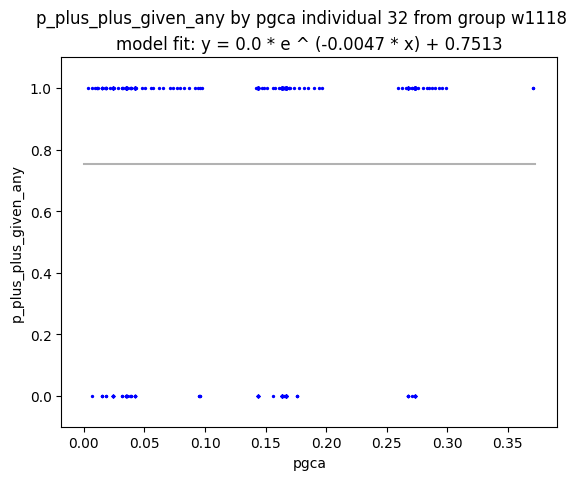 p_plus_plus_given_any by pgca individual 32 from group w1118
model fit: y = 0.0 * e ^ (-0.0047 * x) + 0.7513
1.0
0.8
0.6
0.4
0.2
0.0
p_plus_plus_given_any
0.00 0.05 0.10 0.15 0.20 0.25 0.30 0.35
pgca